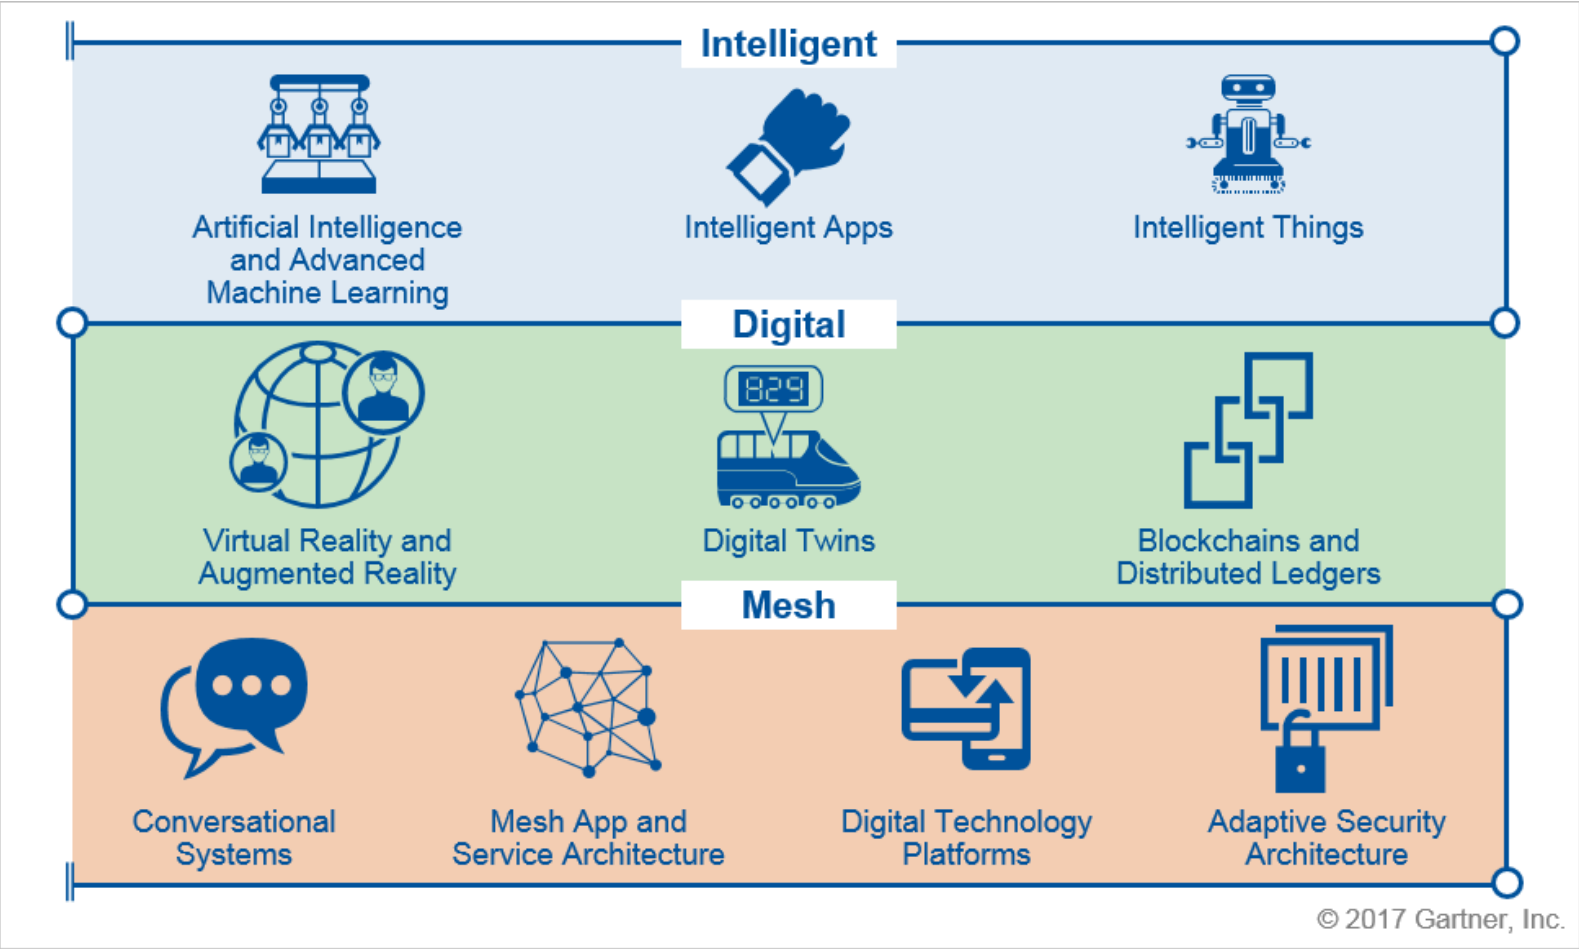 Intelligent
Artificial Intelligence
and Advanced
Machine Learning
Intelligent Apps
Intelligent Things
Digital
829
Virtual Reality and
Augmented Reality
Digital Twins
Blockchains and
Distributed Ledgers
Mesh
Conversational
Systems
Mesh App and
Service Architecture
Digital Technology
Platforms
Adaptive Security
Architecture
© 2017 Gartner, Inc.